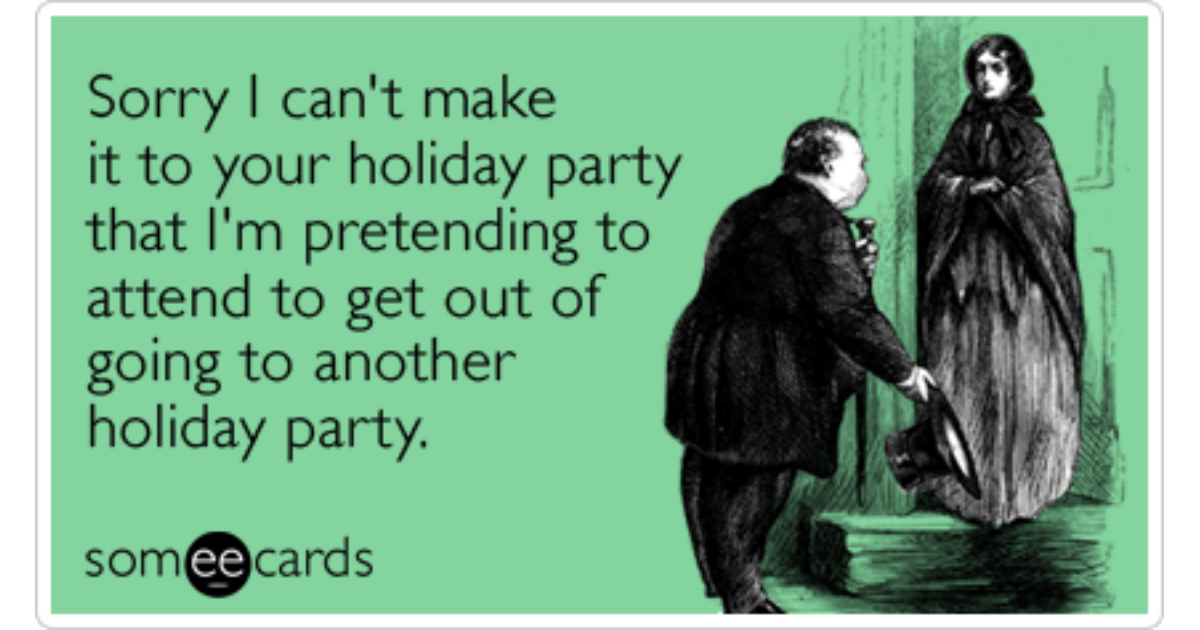 Sorry I can't make
it to your holiday party
that I'm pretending to
attend to get out of
going to another
holiday party.
someecards